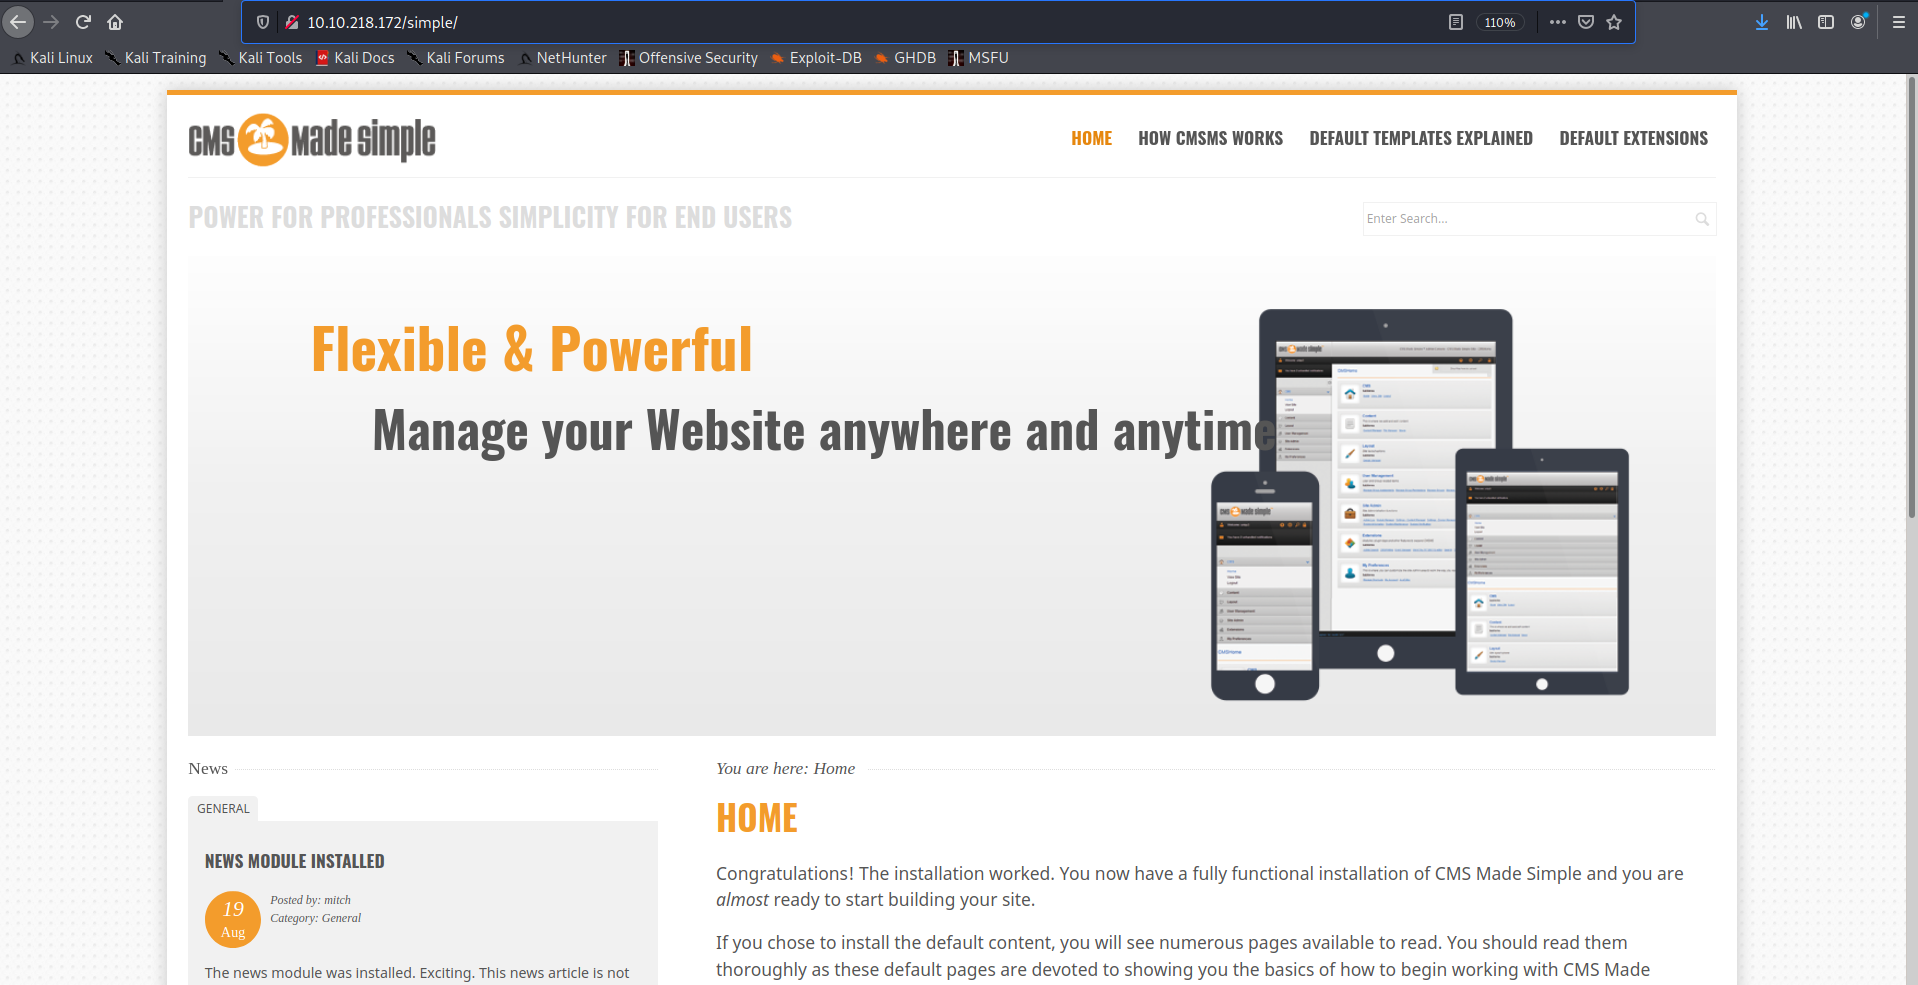 10.10.218.172/simple/
110%
Kali Linux
Kali Training
Kali Tools
Kali Docs
Kali Forums
NetHunter
Offensive Security
Exploit-DB
GHDB
MSFU
CMS Made Simple
HOME
HOW CMSMS WORKS
DEFAULT TEMPLATES EXPLAINED
DEFAULT EXTENSIONS
POWER FOR PROFESSIONALS SIMPLICITY FOR END USERS
Enter Search...
Flexible & Powerful
Manage your Website anywhere and anytime
News
GENERAL
NEWS MODULE INSTALLED
19
Aug
Posted by: mitch
Category: General
The news module was installed. Exciting. This news article is not
You are here: Home
HOME
Congratulations! The installation worked. You now have a fully functional installation of CMS Made Simple and you are
almost ready to start building your site.
If you chose to install the default content, you will see numerous pages available to read. You should read them
thoroughly as these default pages are devoted to showing you the basics of how to begin working with CMS Made